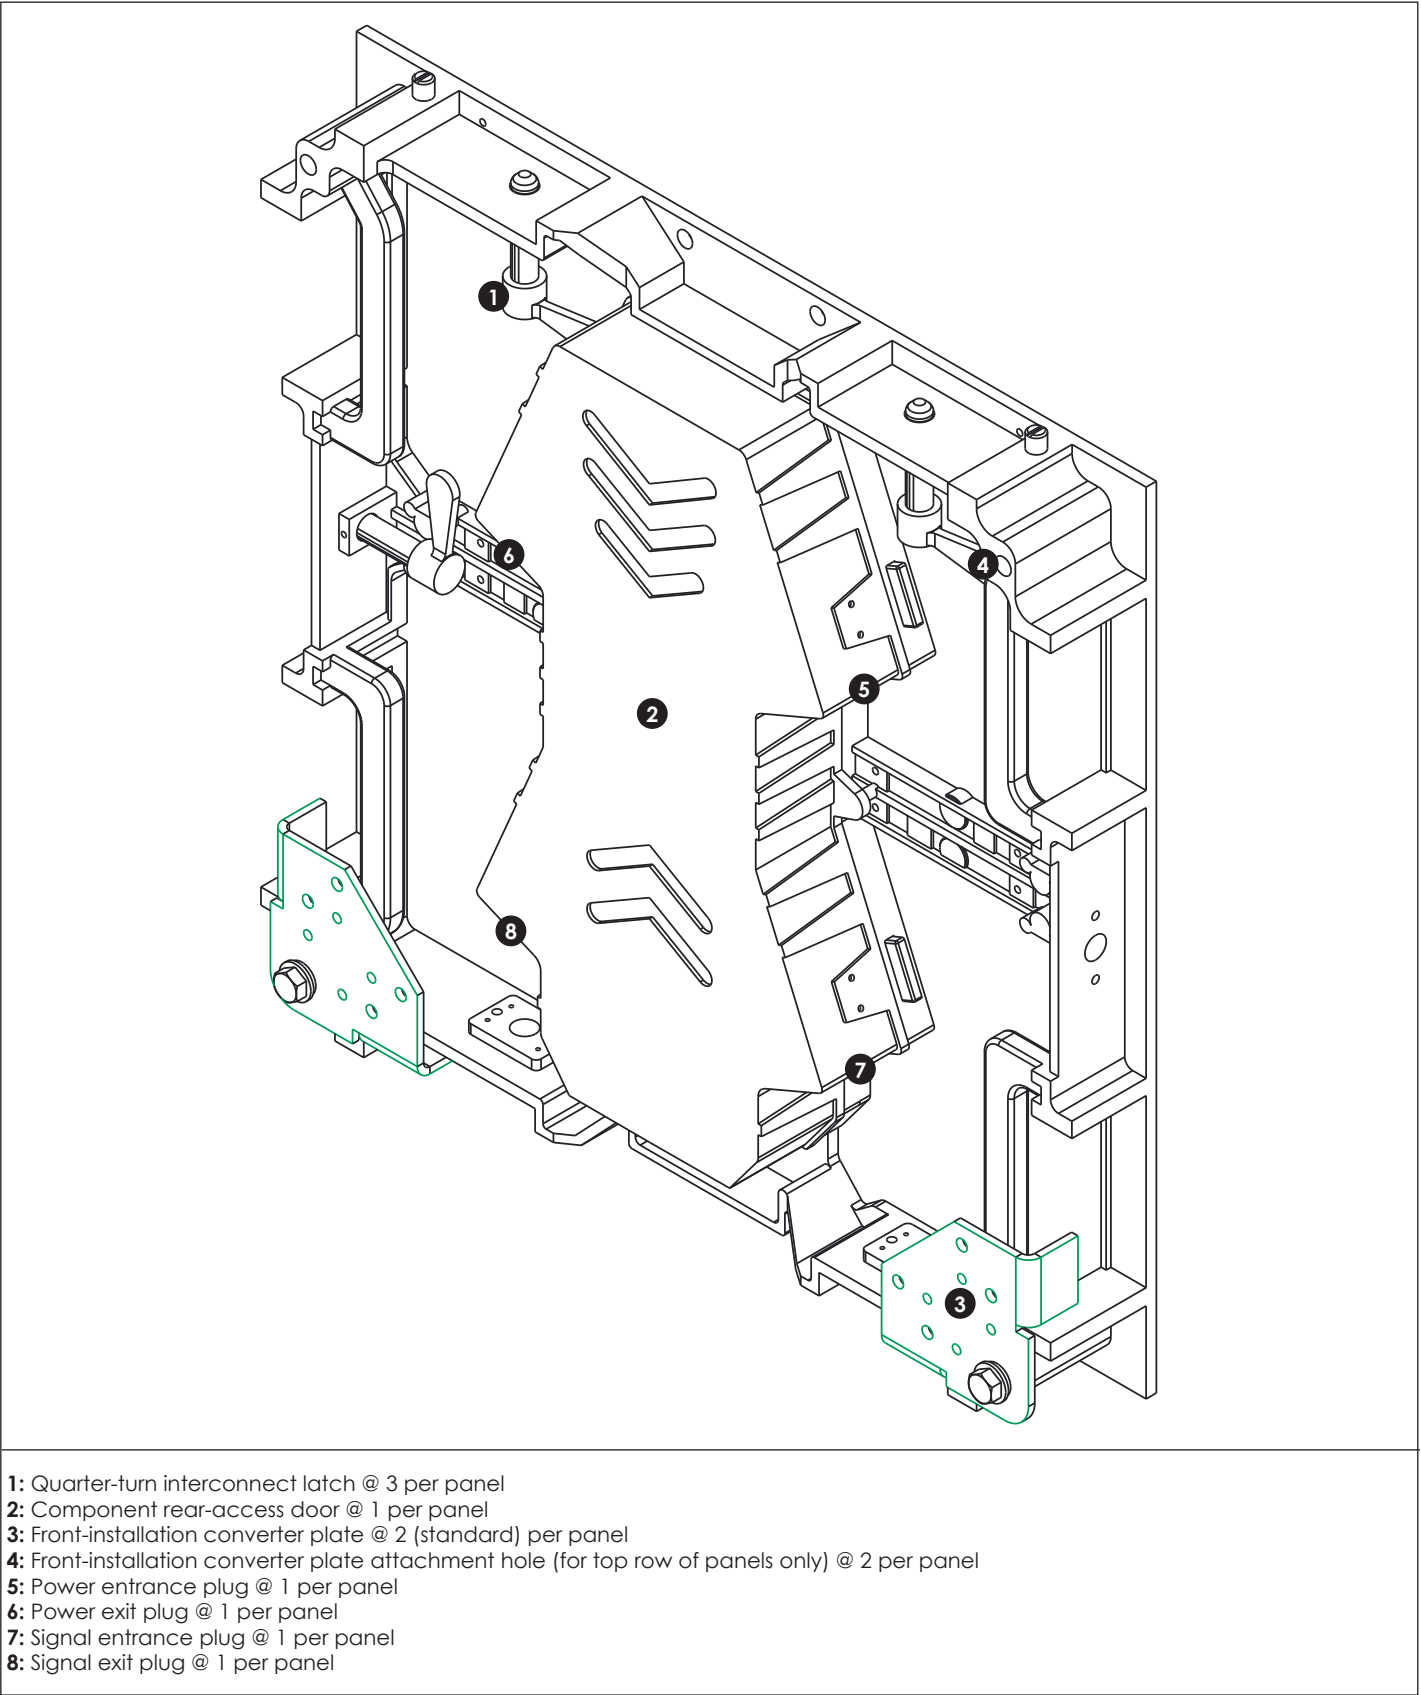 1
6
4
5
2
8
7
3
1: Quarter-turn interconnect latch @ 3 per panel
2: Component rear-access door @ 1 per panel
3: Front-installation converter plate @ 2 (standard) per panel
4: Front-installation converter plate attachment hole (for top row of panels only) @ 2 per panel
5: Power entrance plug @ 1 per panel
6: Power exit plug @ 1 per panel
7: Signal entrance plug @ 1 per panel
8: Signal exit plug @ 1 per panel